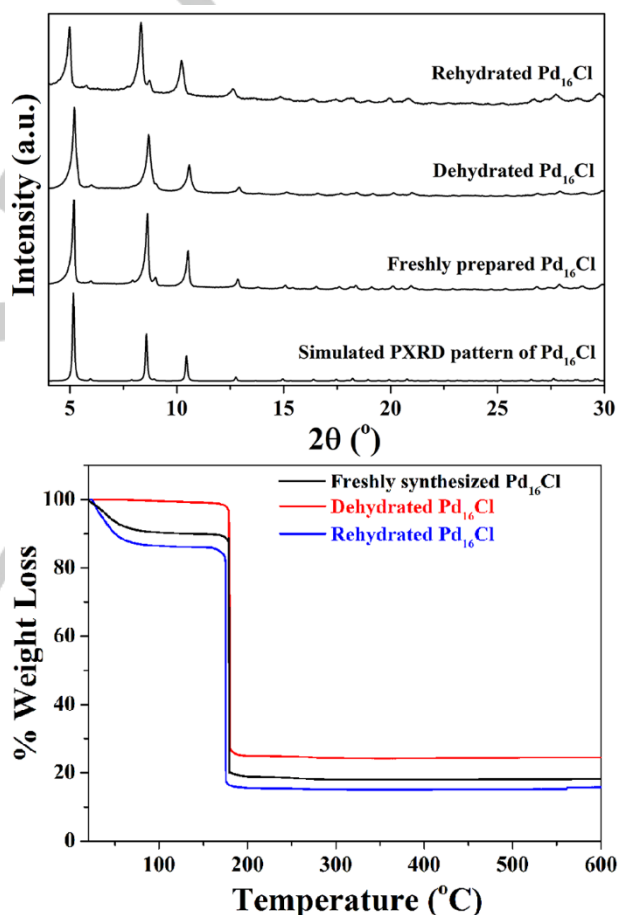 Rehydrated Pd₁₆Cl
Dehydrated Pd₁₆Cl
Freshly prepared Pd₁₆Cl
Simulated PXRD pattern of Pd₁₆Cl
Intensity (a.u.)
5 10 15 20 25 30
2θ (°)
Freshly synthesized Pd₁₆Cl
Dehydrated Pd₁₆Cl
Rehydrated Pd₁₆Cl
100
80
60
40
20
0
% Weight Loss
100 200 300 400 500 600
Temperature (°C)